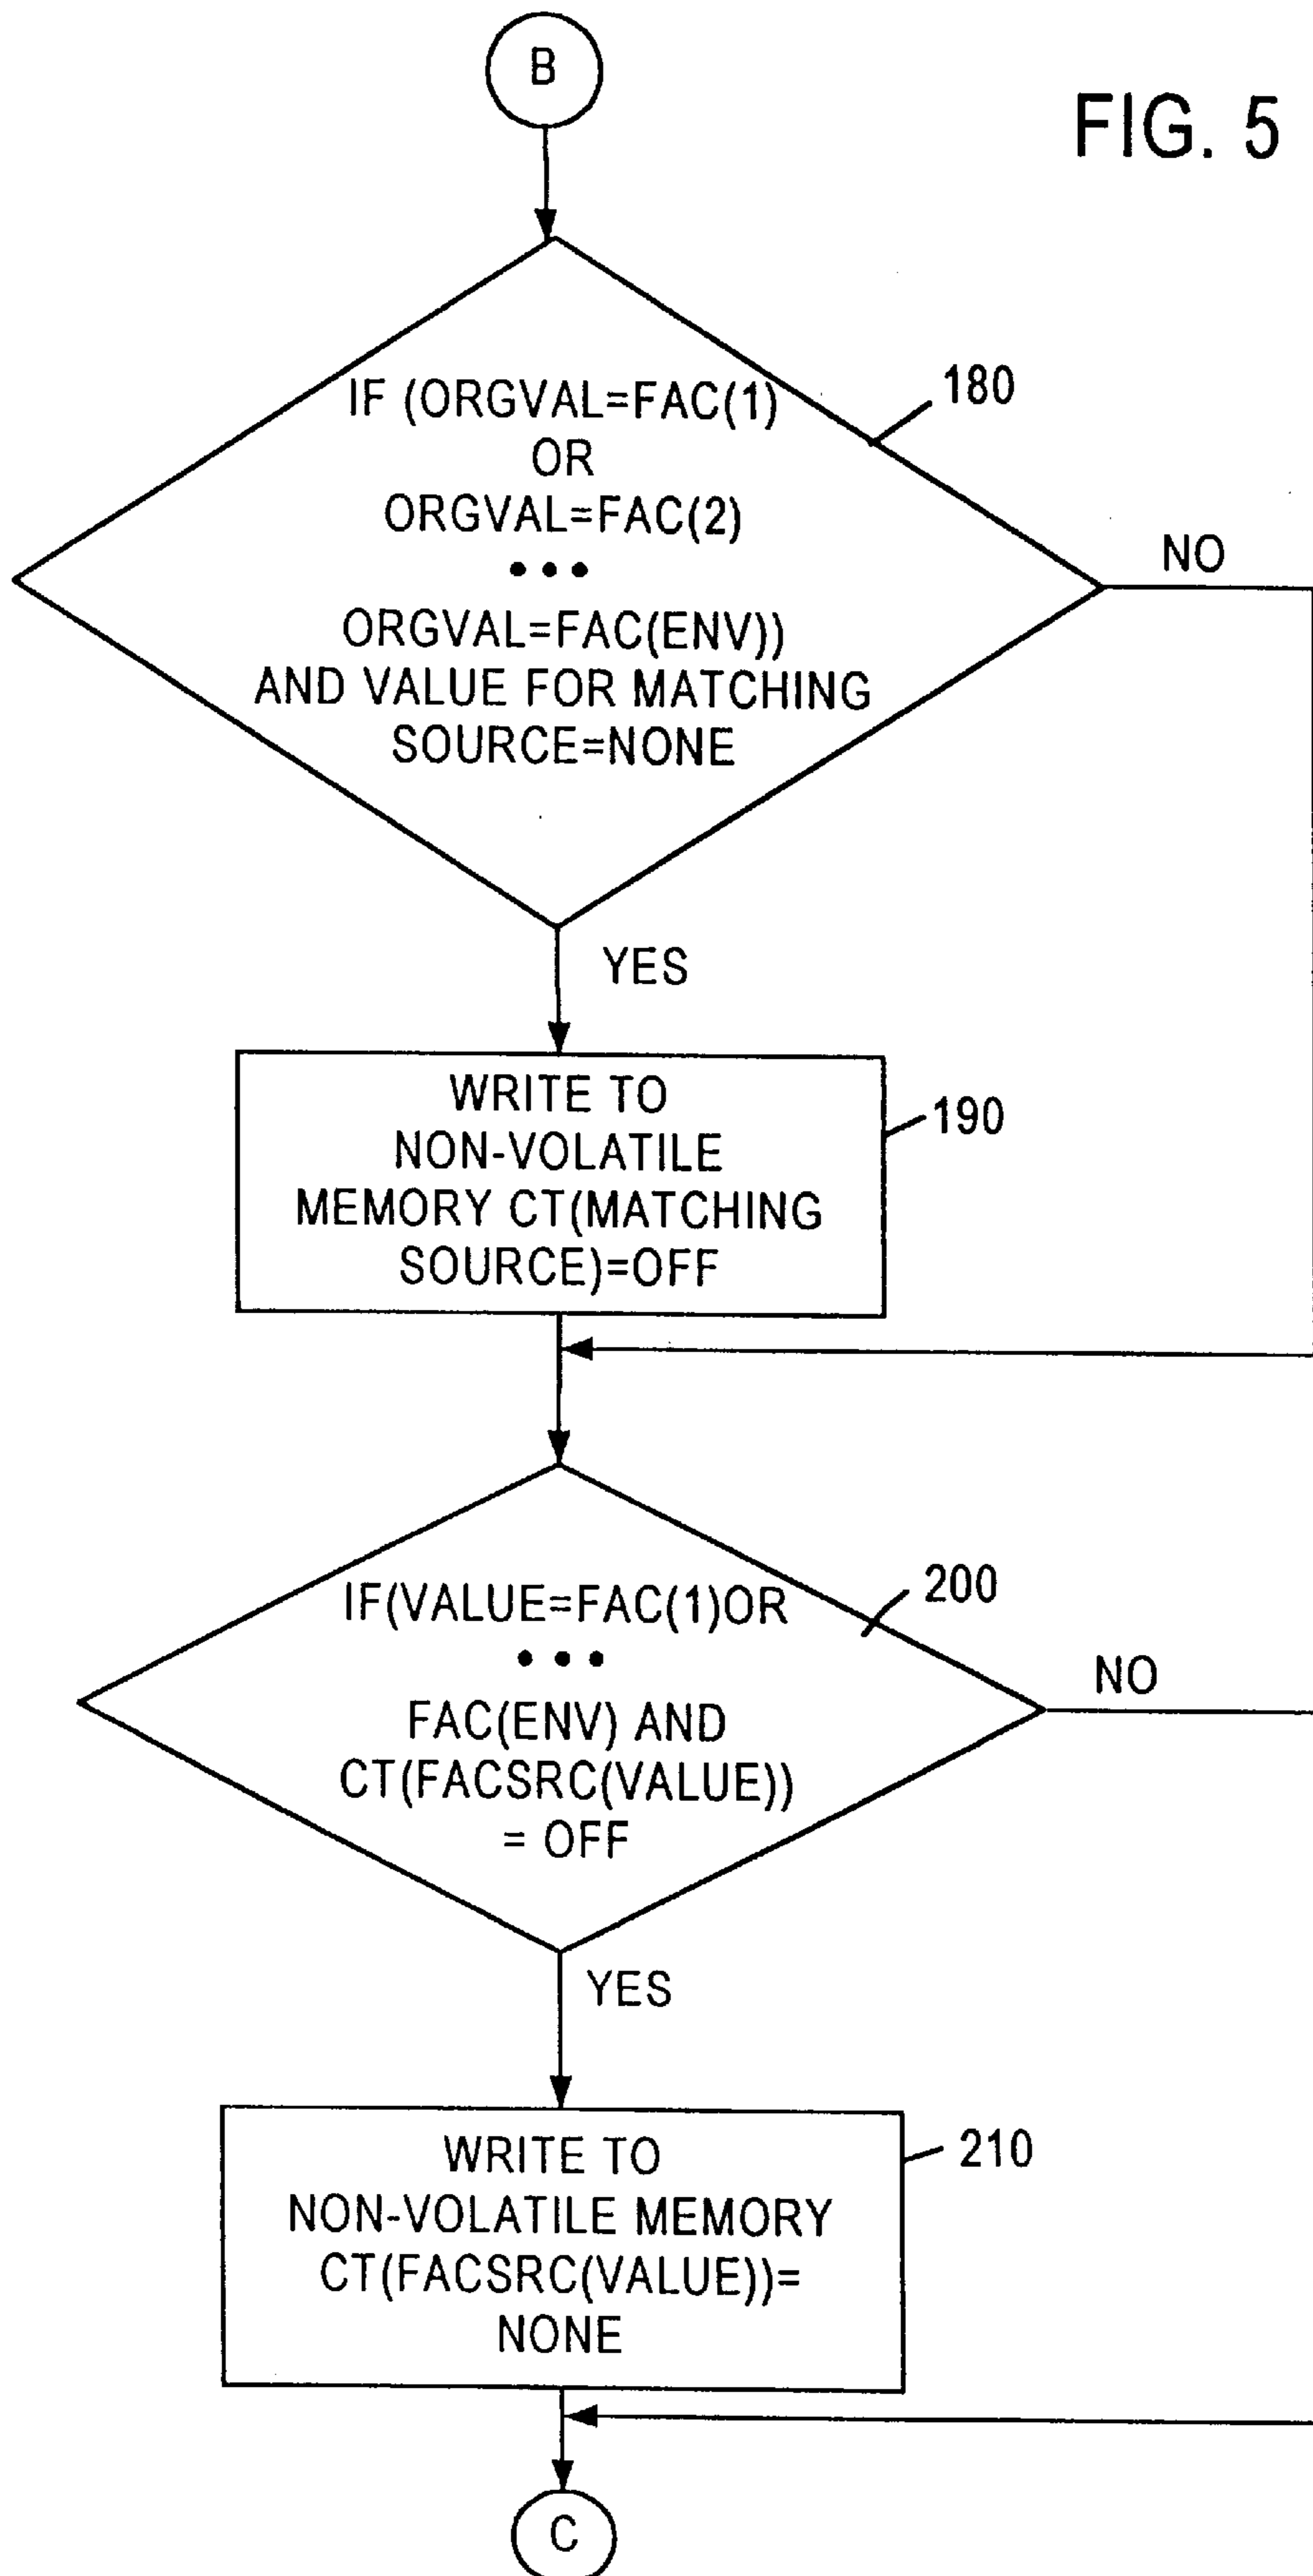 B
FIG. 5
IF (ORGVAL=FAC(1)
OR
ORGVAL=FAC(2)
• • •
ORGVAL=FAC(ENV))
AND VALUE FOR MATCHING
SOURCE=NONE
180
NO
YES
WRITE TO
NON-VOLATILE
MEMORY CT(MATCHING
SOURCE)=OFF
190
IF(VALUE=FAC(1)OR
• • •
FAC(ENV) AND
CT(FACSRC(VALUE))
= OFF
200
NO
YES
WRITE TO
NON-VOLATILE MEMORY
CT(FACSRC(VALUE))=
NONE
210
C